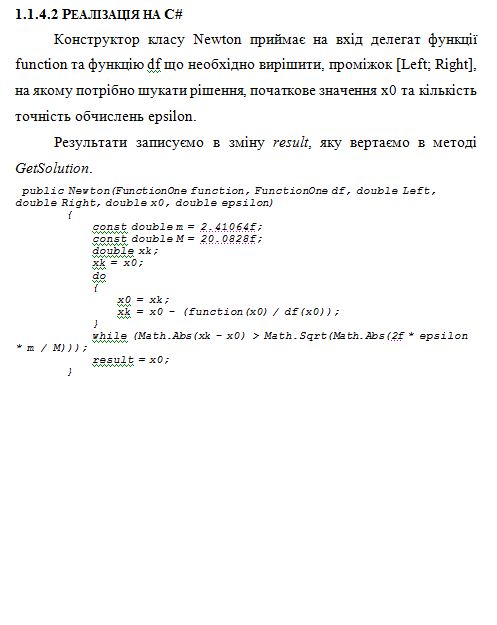 1.1.4.2 РЕАЛІЗАЦІЯ НА C#
Конструктор класу Newton приймає на вхід делегат функції
function та функцію df що необхідно вирішити, проміжок [Left; Right],
на якому потрібно шукати рішення, початкове значення x0 та кількість
точність обчислень epsilon.
Результати записуємо в зміну result, яку вертаємо в методі
GetSolution.
public Newton(FunctionOne function, FunctionOne df, double Left,
double Right, double x0, double epsilon)
{
const double m = 2.41064f;
const double M = 20.0828f;
double xk;
xk = x0;
do
{
x0 = xk;
xk = x0 - (function(x0) / df(x0));
}
while (Math.Abs(xk - x0) > Math.Sqrt(Math.Abs(2f * epsilon
* m / M)));
result = x0;
}